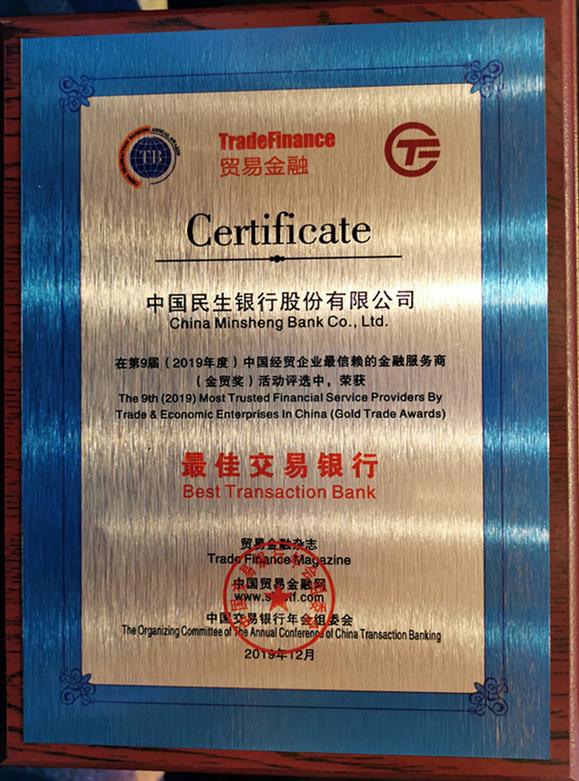 CHINA TRANSACTION BANKING ANNUAL AWARDS
TB
TradeFinance
贸易金融
Certificate
中国民生银行股份有限公司
China Minsheng Bank Co., Ltd.
在第9届（2019年度）中国经贸企业最信赖的金融服务商
（金贸奖）活动评选中，荣获
The 9th (2019) Most Trusted Financial Service Providers By
Trade & Economic Enterprises In China (Gold Trade Awards)
最佳交易银行
Best Transaction Bank
贸易金融杂志
Trade Finance Magazine
中国贸易金融网
中国交易银行年会组委会
The Organizing Committee of The Annual Conference of China Transaction Banking
2019年12月